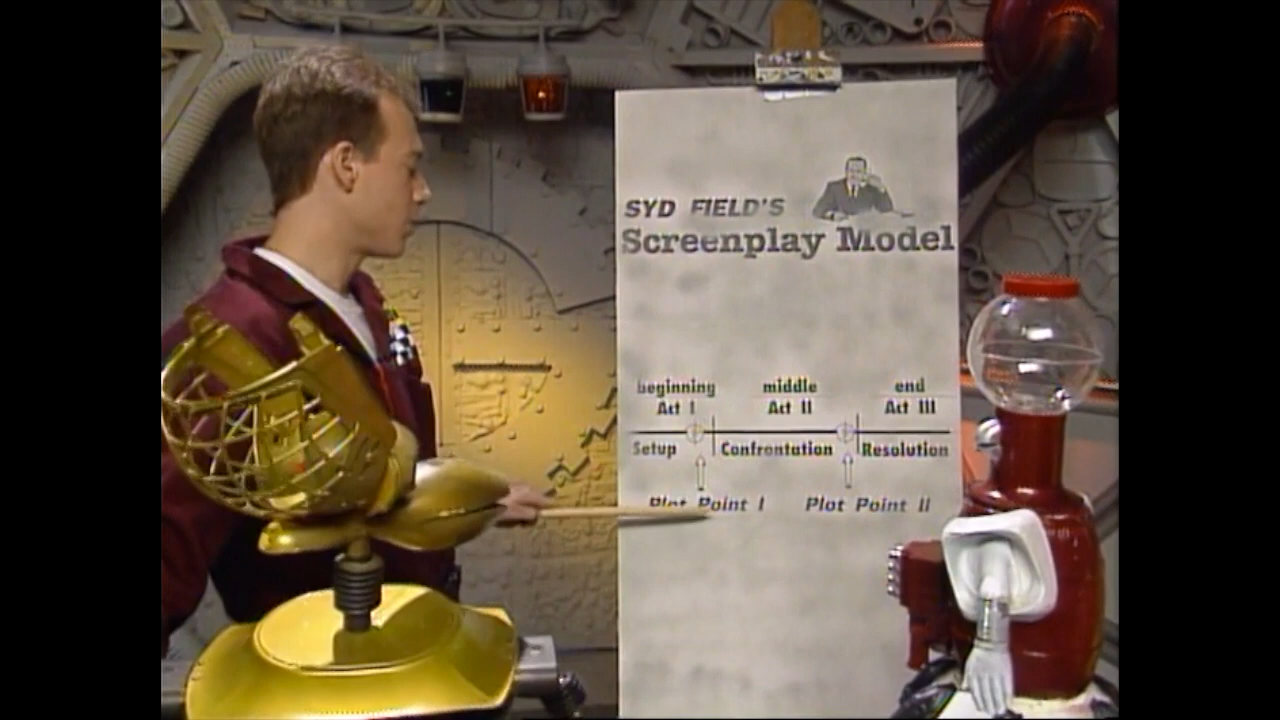 SYD FIELD'S
Screenplay Model
beginning middle end
Act I Act II Act III
Setup Confrontation Resolution
Plot Point I Plot Point II